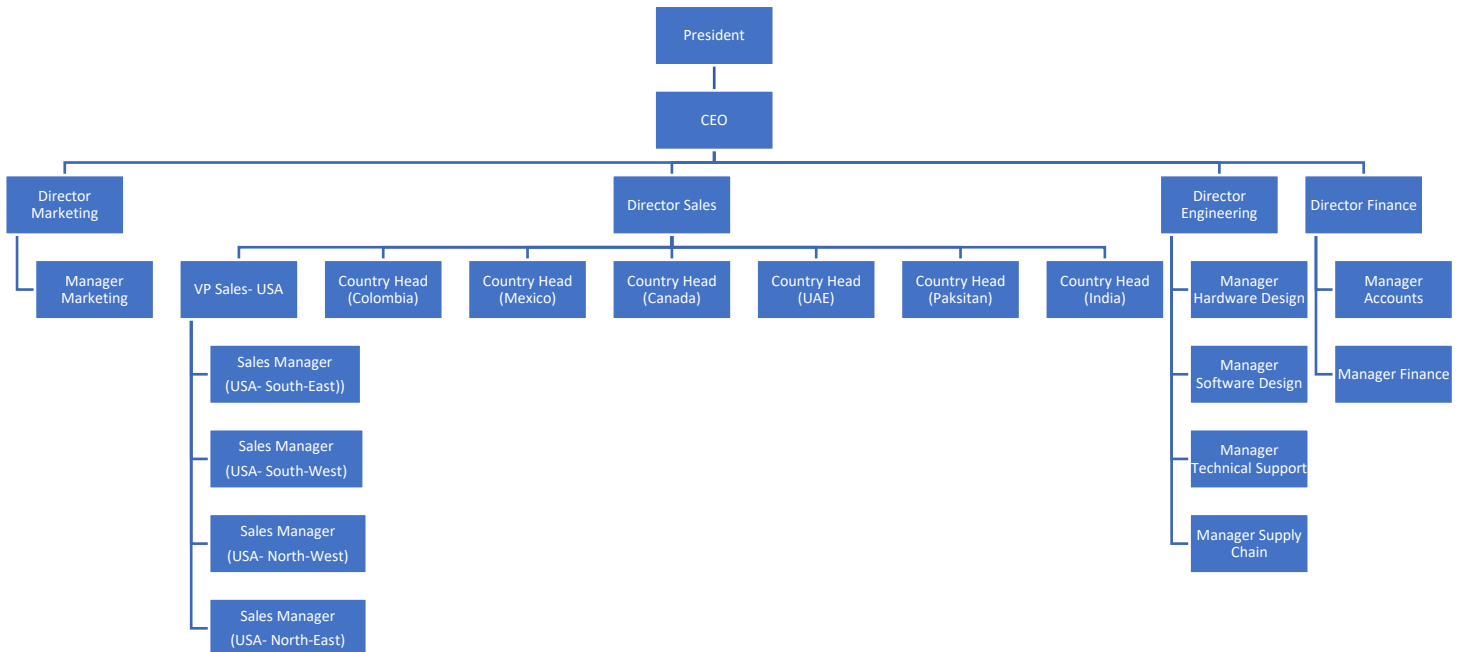 President
CEO
Director
Marketing
Director Sales
Director
Engineering
Director Finance
Manager
Marketing
VP Sales- USA
Country Head
(Colombia)
Country Head
(Mexico)
Country Head
(Canada)
Country Head
(UAE)
Country Head
(Paksitan)
Country Head
(India)
Manager
Hardware Design
Manager
Accounts
Sales Manager
(USA- South-East))
Manager
Software Design
Manager Finance
Sales Manager
(USA- South-West)
Manager
Technical Support
Sales Manager
(USA- North-West)
Manager Supply
Chain
Sales Manager
(USA- North-East)